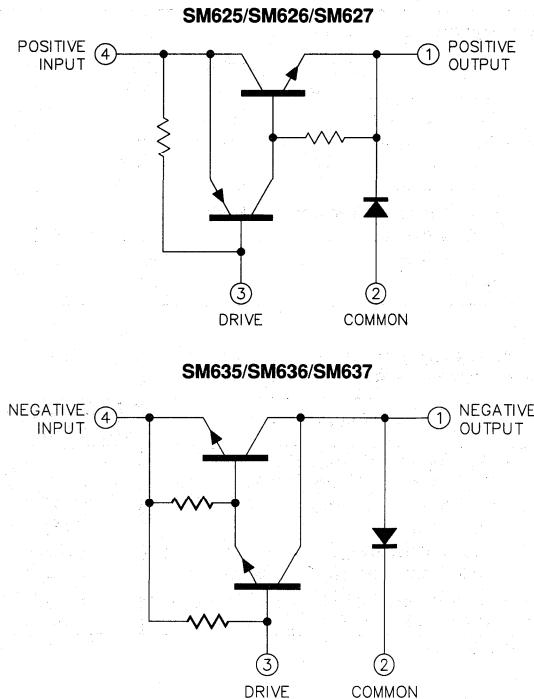 SM625/SM626/SM627
POSITIVE
INPUT
4
1
POSITIVE
OUTPUT
3
2
DRIVE
COMMON
SM635/SM636/SM637
NEGATIVE
INPUT
4
1
NEGATIVE
OUTPUT
3
2
DRIVE
COMMON